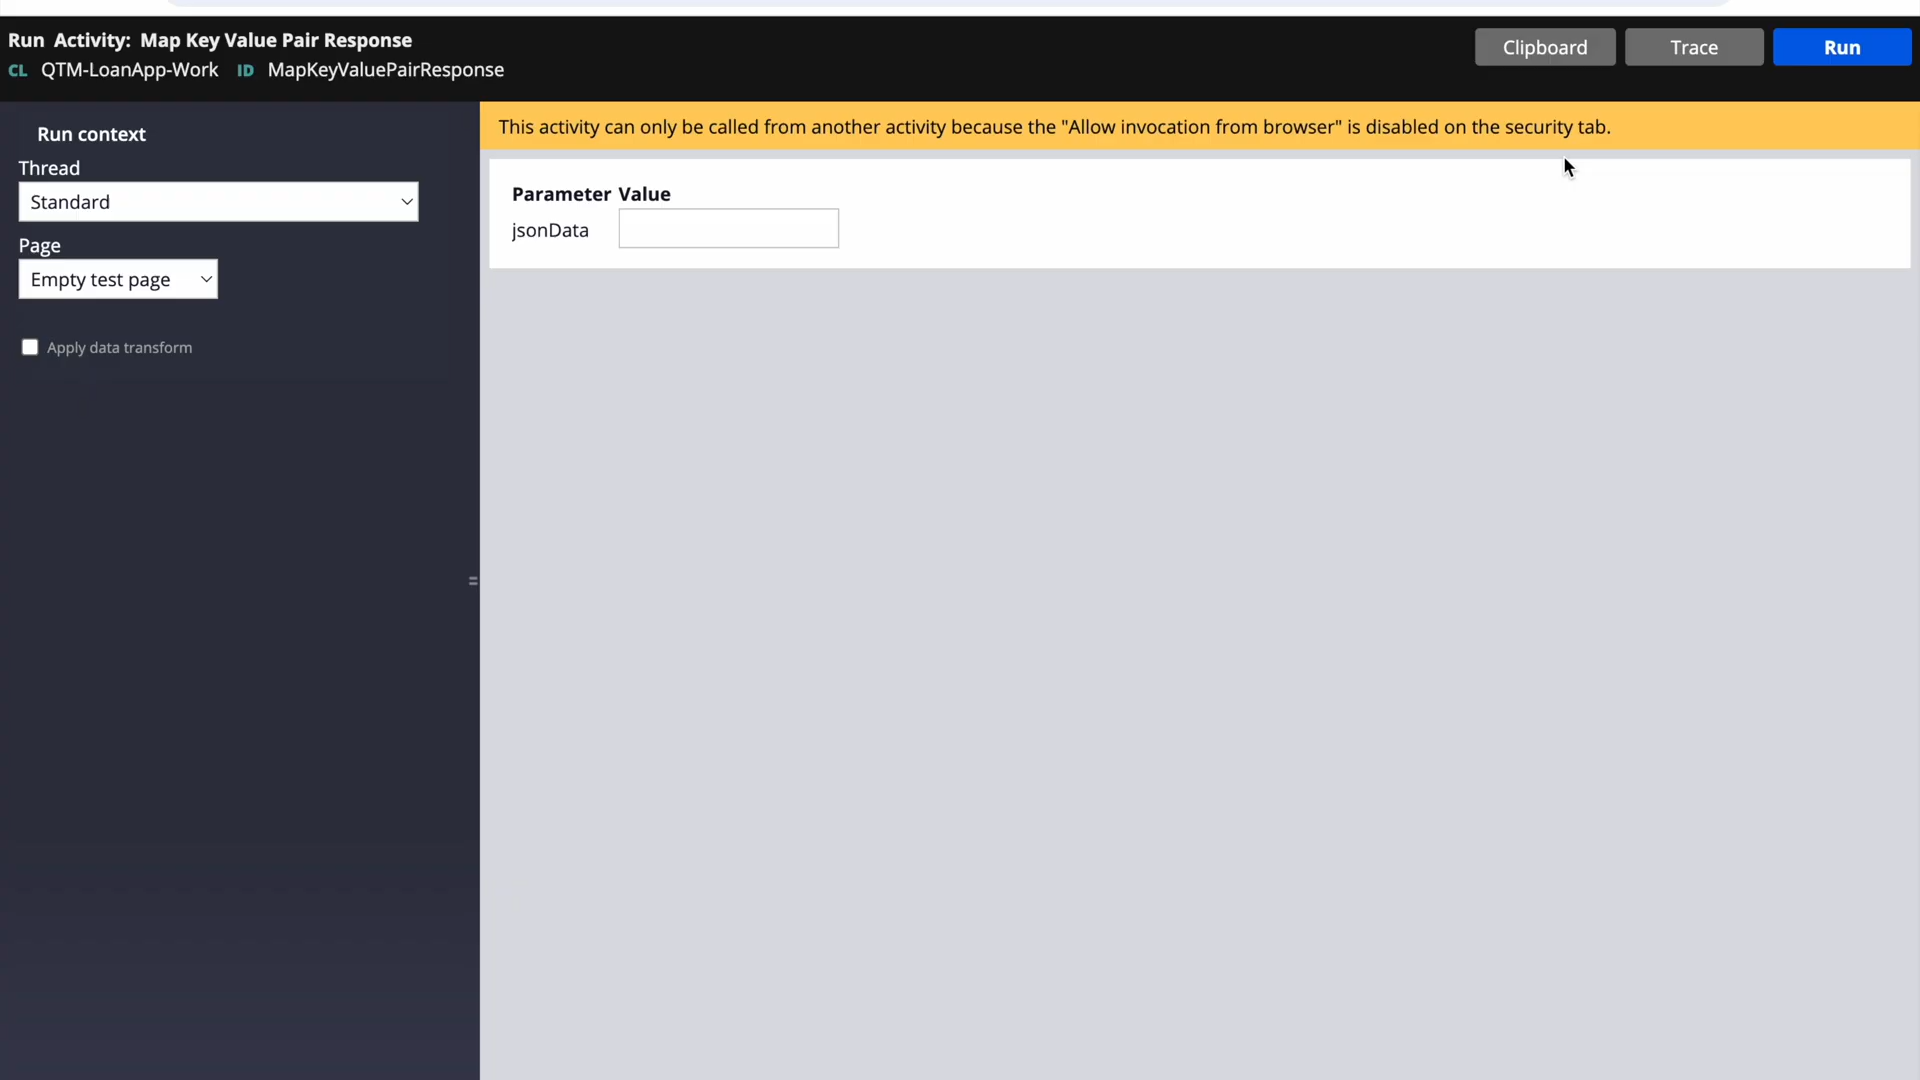 Run Activity: Map Key Value Pair Response
CL QTM-LoanApp-Work ID MapKeyValuePairResponse
Clipboard
Trace
Run
Run context
Thread
Standard
Page
Empty test page
Apply data transform
This activity can only be called from another activity because the "Allow invocation from browser" is disabled on the security tab.
Parameter Value
jsonData